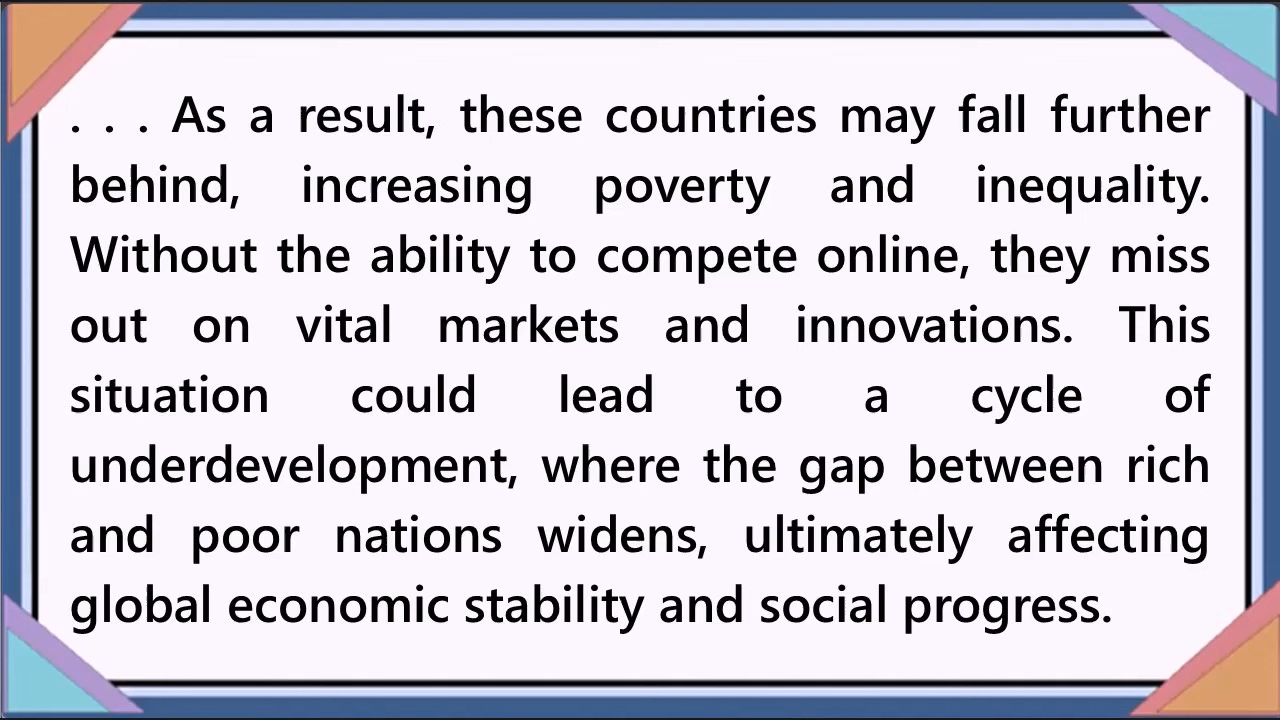 . . . As a result, these countries may fall further
behind, increasing poverty and inequality.
Without the ability to compete online, they miss
out on vital markets and innovations. This
situation could lead to a cycle of
underdevelopment, where the gap between rich
and poor nations widens, ultimately affecting
global economic stability and social progress.